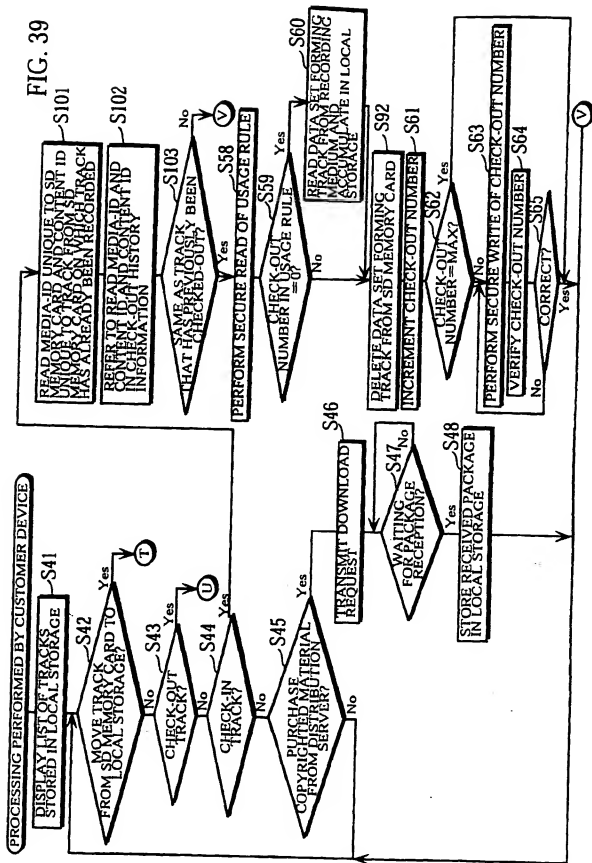 FIG. 39
PROCESSING PERFORMED BY CUSTOMER DEVICE
S41
DISPLAY LIST OF TRACKS
STORED IN LOCAL STORAGE
S42
MOVE TRACK
FROM SD MEMORY CARD TO
LOCAL STORAGE?
Yes
T
No
S43
CHECK-OUT
TRACK?
Yes
U
No
S44
CHECK-IN
TRACK?
Yes
No
S45
PURCHASE
COPYRIGHTED MATERIAL
FROM DISTRIBUTION
SERVER?
Yes
No
S46
TRANSMIT DOWNLOAD
REQUEST
S47
WAITING
FOR PACKAGE
RECEPTION?
No
Yes
S48
STORE RECEIVED PACKAGE
IN LOCAL STORAGE
S101
READ MEDIA-ID UNIQUE TO SD
MEMORY CARD AND CONTENT ID
UNIQUE TO TRACK FROM SD
MEMORY CARD ON WHICH TRACK
HAS ALREADY BEEN RECORDED
S102
REFER TO READ MEDIA-ID AND
CONTENT ID AND CONTENT ID
IN CHECK-OUT HISTORY
INFORMATION
S103
SAME AS TRACK
THAT HAS PREVIOUSLY BEEN
CHECKED-OUT?
No
V
Yes
S58
PERFORM SECURE READ OF USAGE RULE
S59
CHECK-OUT
NUMBER IN USAGE RULE
=0?
Yes
No
S60
READ DATA SET FORMING
TRACK FROM RECORDING
MEDIUM AND
ACCUMULATE IN LOCAL
STORAGE
S92
DELETE DATA SET FORMING
TRACK FROM SD MEMORY CARD
S61
INCREMENT CHECK-OUT NUMBER
S62
CHECK-OUT
NUMBER=MAX?
Yes
No
S63
PERFORM SECURE WRITE OF CHECK-OUT NUMBER
S64
VERIFY CHECK-OUT NUMBER
S65
CORRECT?
No
Yes
V